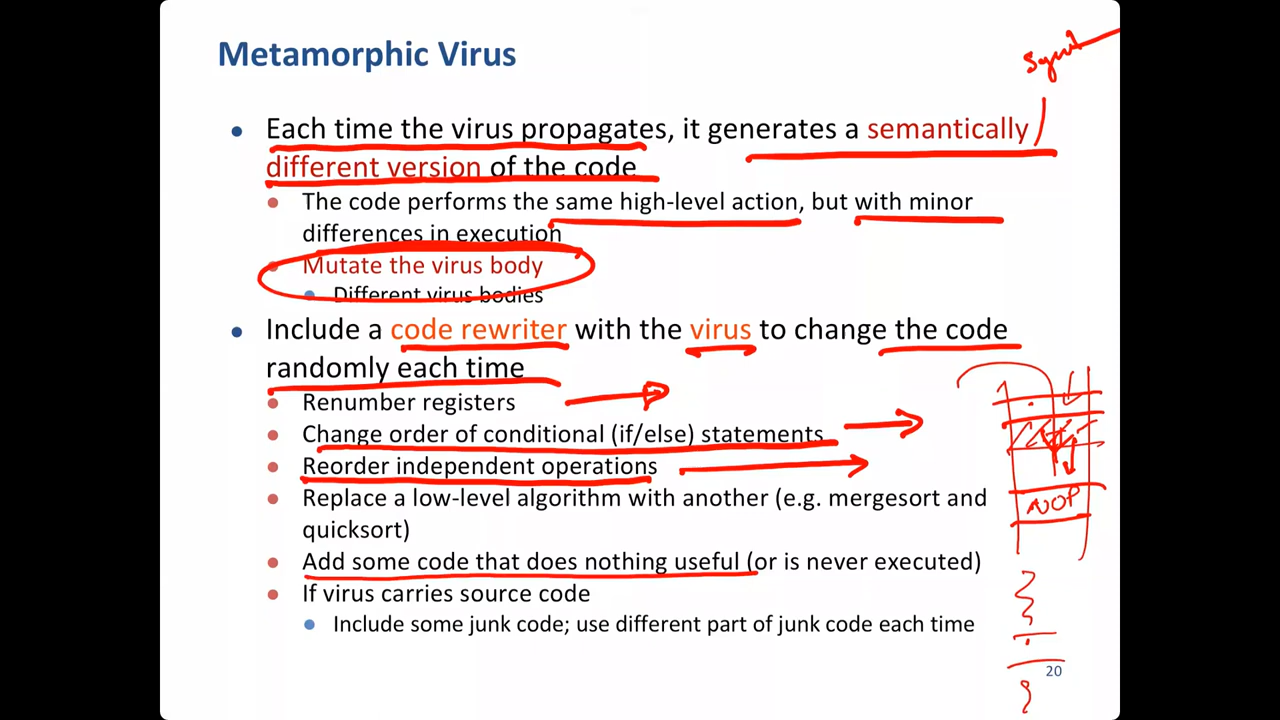 Metamorphic Virus
Each time the virus propagates, it generates a semantically
different version of the code
The code performs the same high-level action, but with minor
differences in execution
Mutate the virus body
Different virus bodies
Include a code rewriter with the virus to change the code
randomly each time
Renumber registers
Change order of conditional (if/else) statements
Reorder independent operations
Replace a low-level algorithm with another (e.g. mergesort and
quicksort)
Add some code that does nothing useful (or is never executed)
If virus carries source code
Include some junk code; use different part of junk code each time
NOP
20